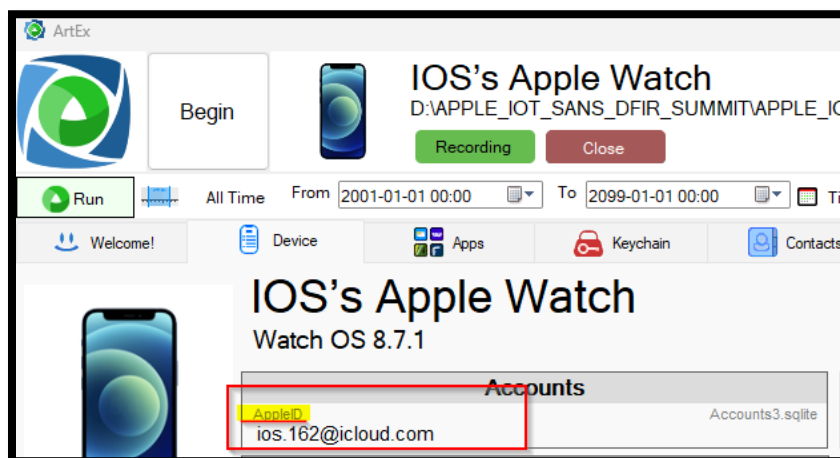 ArtEx
Begin
IOS's Apple Watch
D:\APPLE_IOT_SANS_DFIR_SUMMIT\APPLE_IO
Recording
Close
Run
All Time
From
2001-01-01 00:00
To
2099-01-01 00:00
Ti
Welcome!
Device
Apps
Keychain
Contacts
IOS's Apple Watch
Watch OS 8.7.1
Accounts
AppleID
Accounts3.sqlite
ios.162@icloud.com